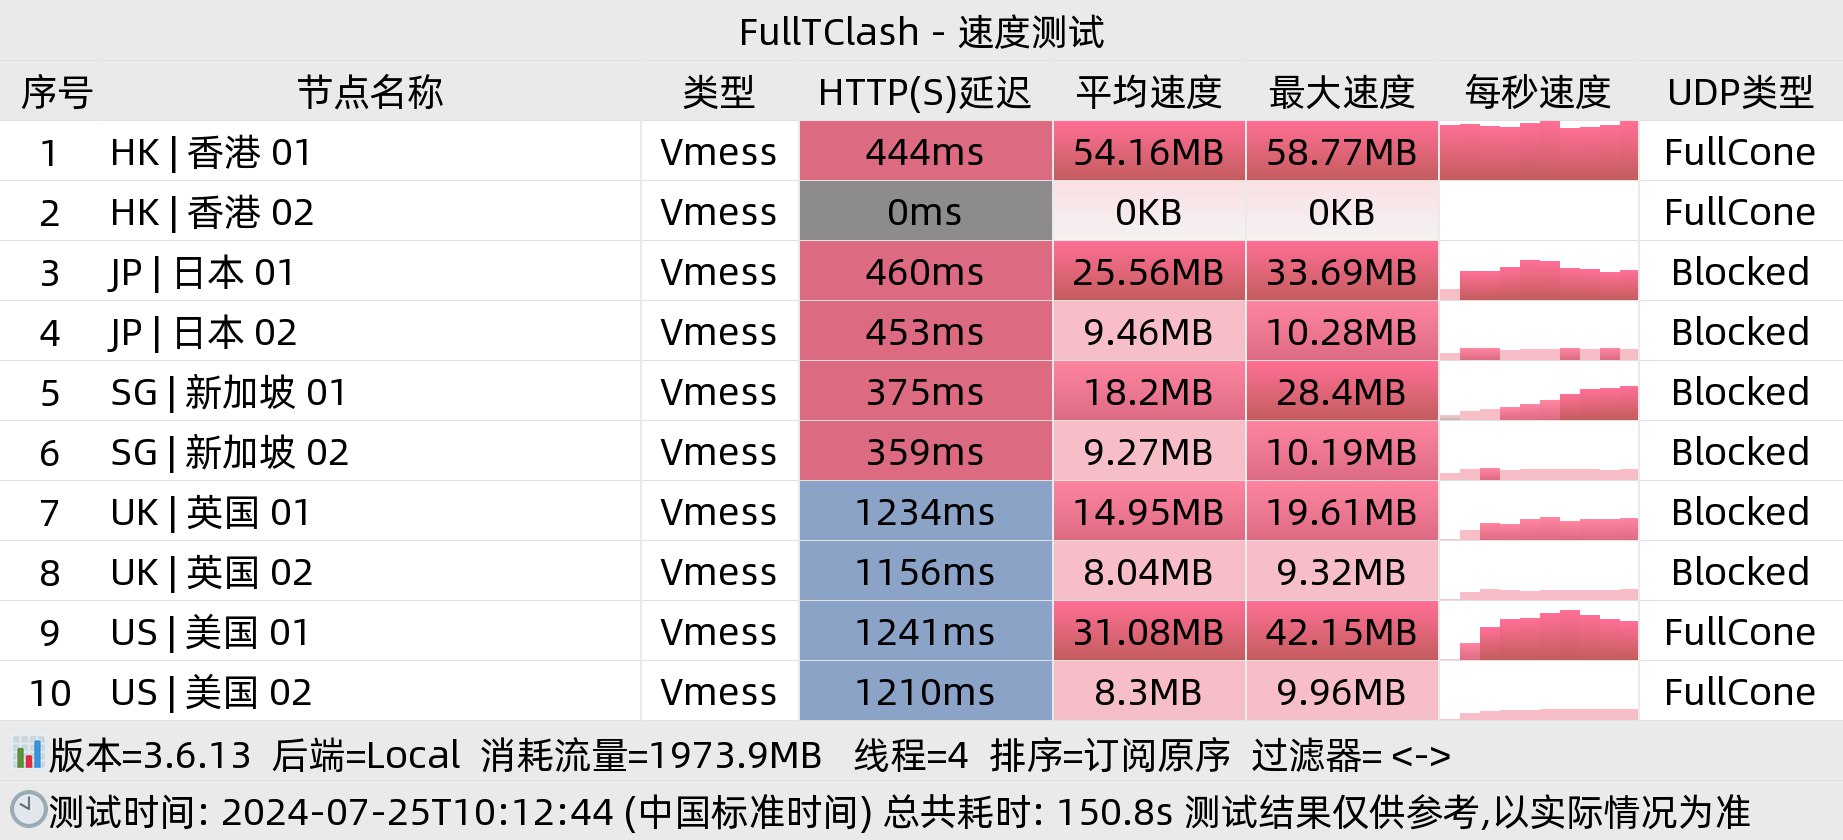 FullTClash - 速度测试
序号 节点名称 类型 HTTP(S)延迟 平均速度 最大速度 每秒速度 UDP类型
1 HK | 香港 01 Vmess 444ms 54.16MB 58.77MB FullCone
2 HK | 香港 02 Vmess 0ms 0KB 0KB FullCone
3 JP | 日本 01 Vmess 460ms 25.56MB 33.69MB Blocked
4 JP | 日本 02 Vmess 453ms 9.46MB 10.28MB Blocked
5 SG | 新加坡 01 Vmess 375ms 18.2MB 28.4MB Blocked
6 SG | 新加坡 02 Vmess 359ms 9.27MB 10.19MB Blocked
7 UK | 英国 01 Vmess 1234ms 14.95MB 19.61MB Blocked
8 UK | 英国 02 Vmess 1156ms 8.04MB 9.32MB Blocked
9 US | 美国 01 Vmess 1241ms 31.08MB 42.15MB FullCone
10 US | 美国 02 Vmess 1210ms 8.3MB 9.96MB FullCone
版本=3.6.13 后端=Local 消耗流量=1973.9MB 线程=4 排序=订阅原序 过滤器= <->
测试时间: 2024-07-25T10:12:44 (中国标准时间) 总共耗时: 150.8s 测试结果仅供参考,以实际情况为准